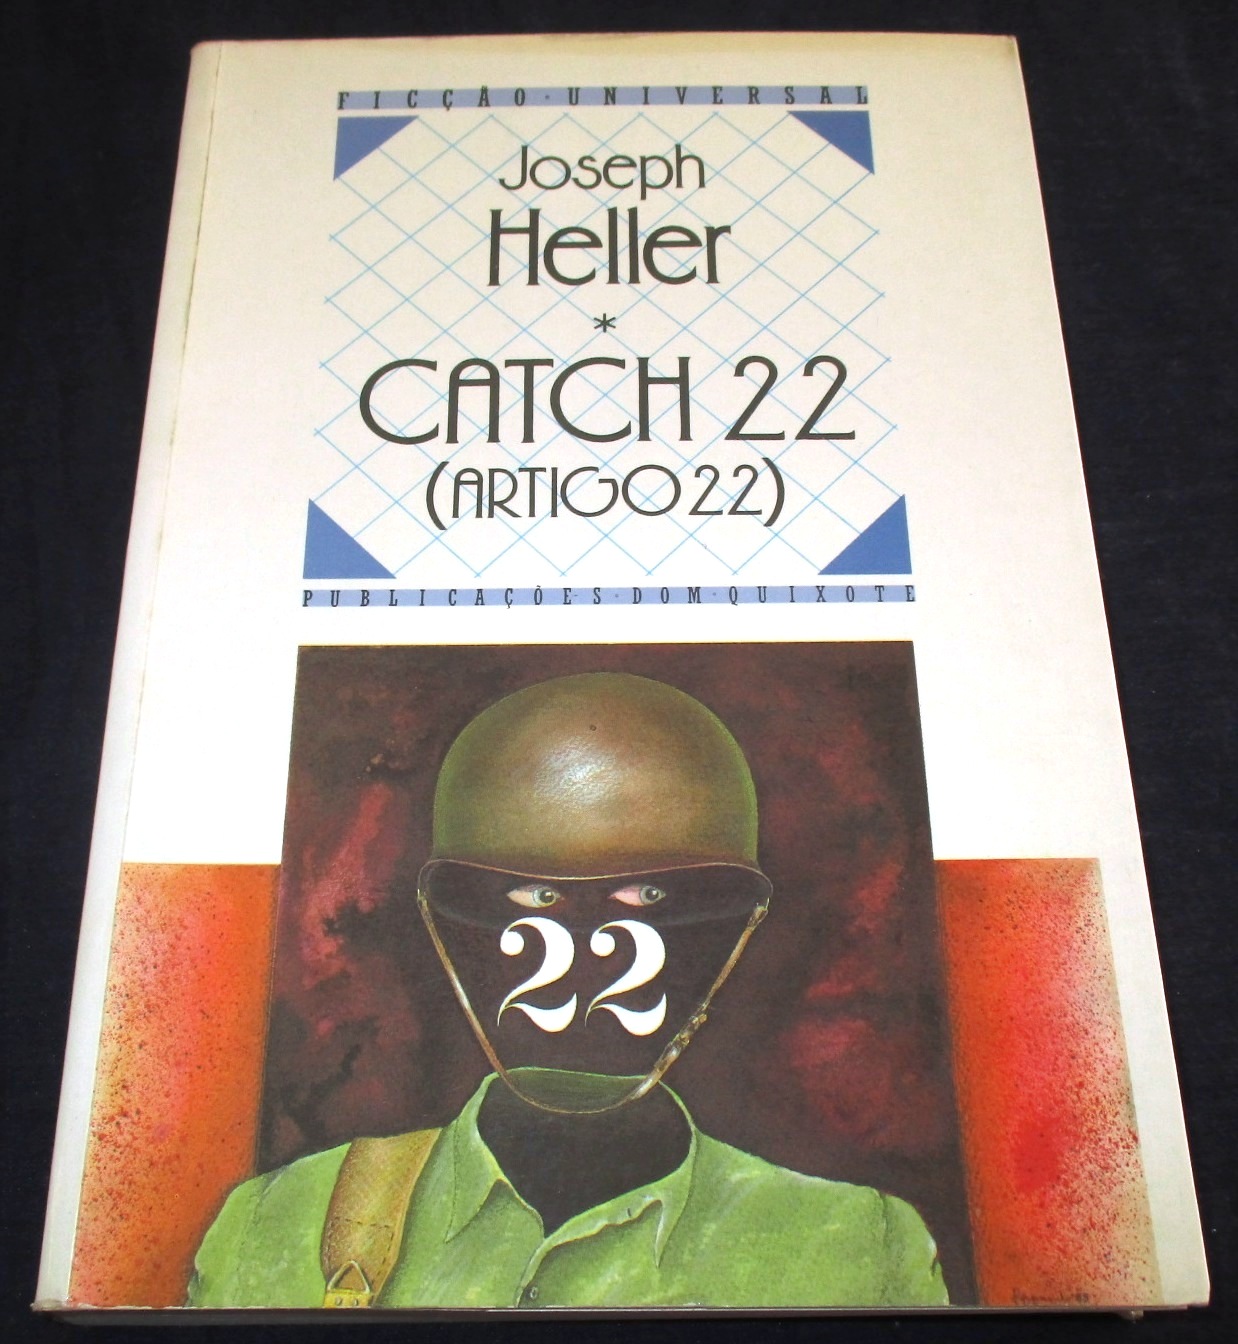 FICÇÃO·UNIVERSAL
Joseph
Heller
*
CATCH 22
(ARTIGO 22)
PUBLICAÇÕES·DOM·QUIXOTE
22